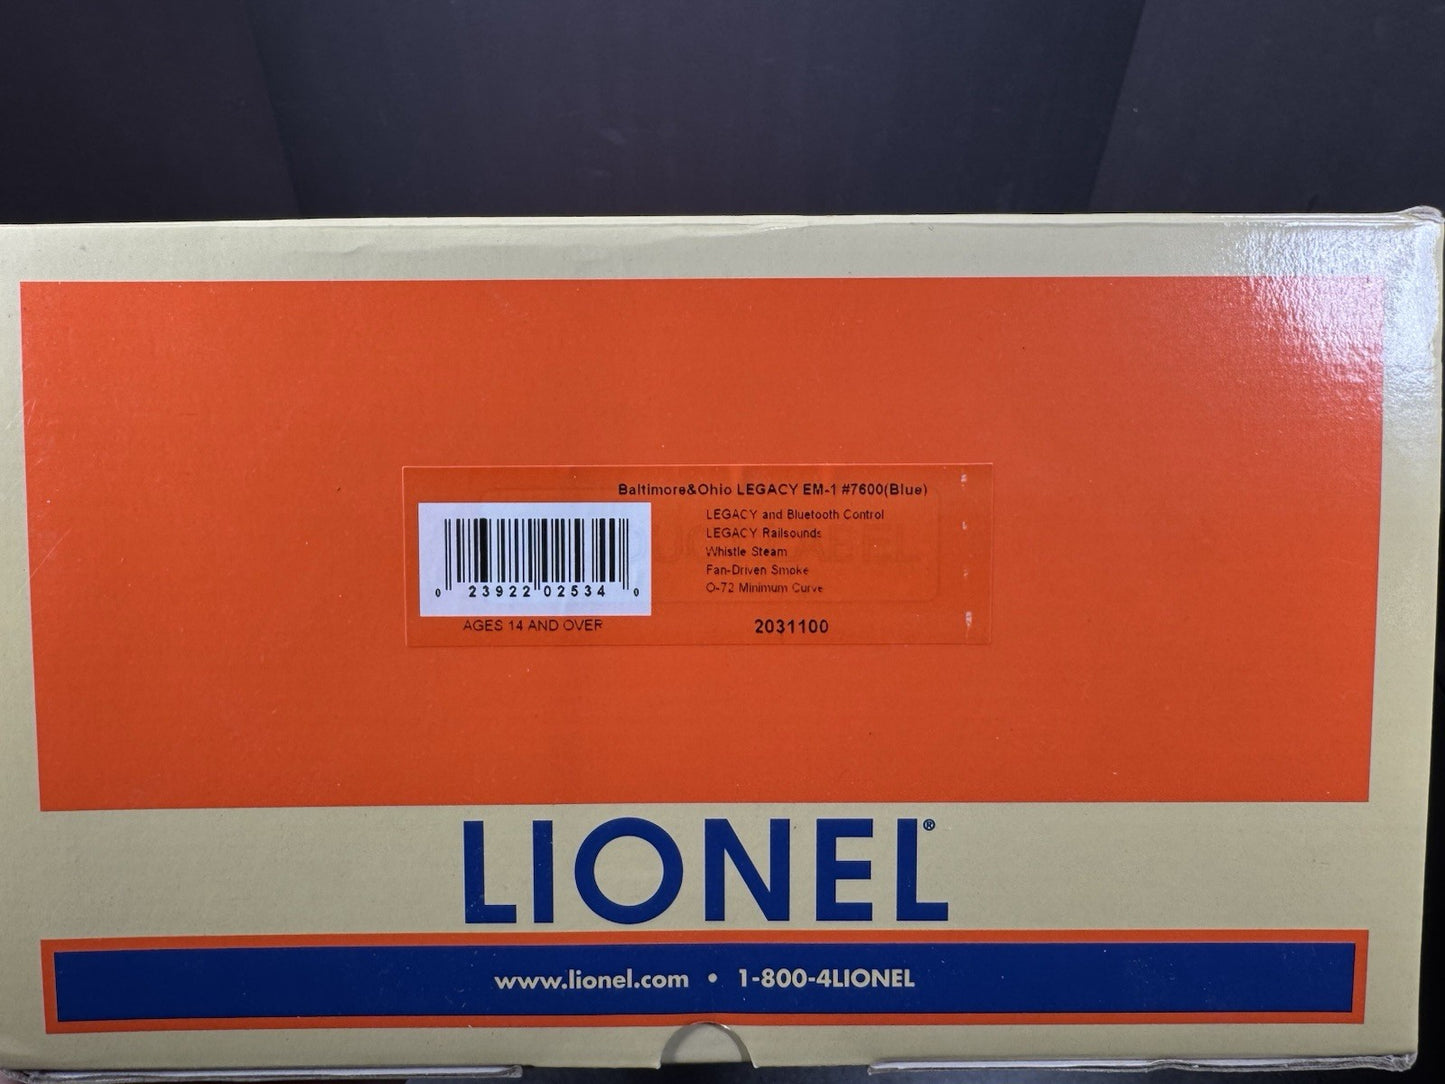 Baltimore&Ohio LEGACY EM-1 #7600(Blue)
LEGACY and Bluetooth Control
LEGACY Railsounds
Whistle Steam
Fan-Driven Smoke
O-72 Minimum Curve
0 23922 02534 0
AGES 14 AND OVER
2031100
LIONEL®
www.lionel.com • 1-800-4LIONEL